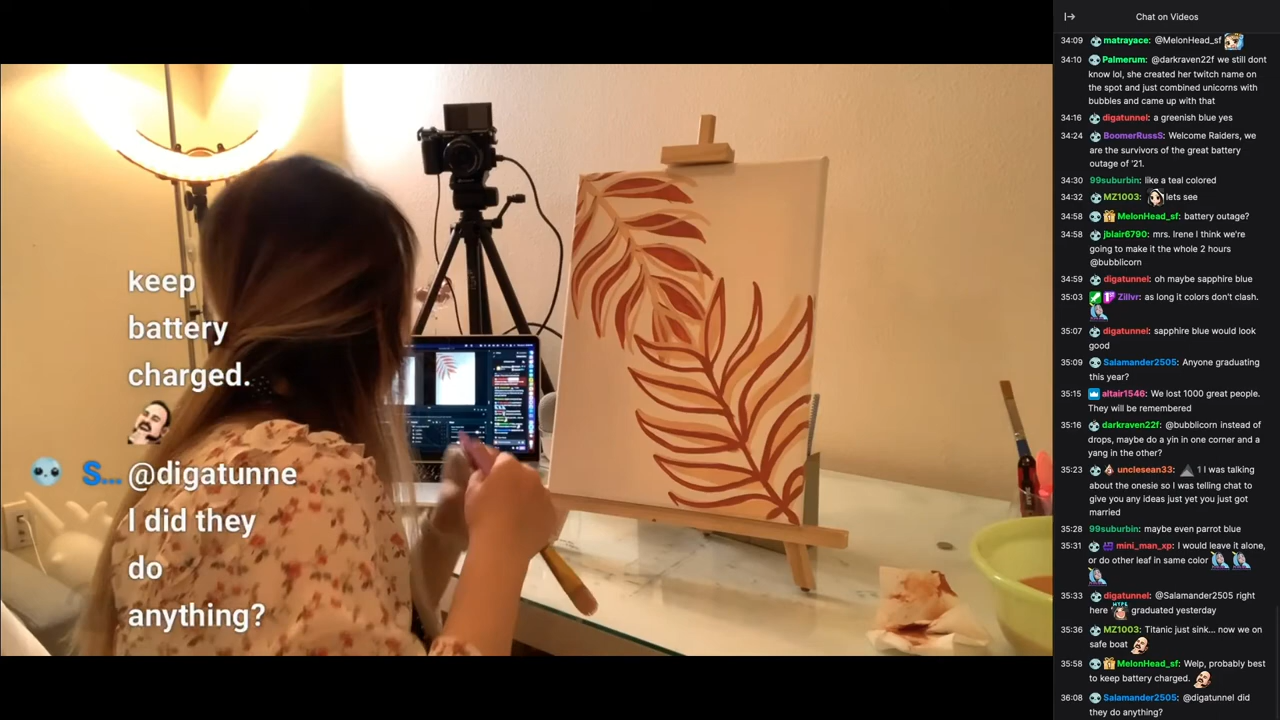 keep
battery
charged.
S... @digatunne
l did they
do
anything?
Chat on Videos
34:09 matrayace: @MelonHead_sf
34:10 Palmerum: @darkraven22f we still dont
know lol, she created her twitch name on
the spot and just combined unicorns with
bubbles and came up with that
34:16 digatunnel: a greenish blue yes
34:24 BoomerRussS: Welcome Raiders, we
are the survivors of the great battery
outage of '21.
34:30 99suburbin: like a teal colored
34:32 MZ1003: lets see
34:58 MelonHead_sf: battery outage?
34:58 jblair6790: mrs. Irene I think we're
going to make it the whole 2 hours
@bubblicorn
34:59 digatunnel: oh maybe sapphire blue
35:03 Zillvr: as long it colors don't clash.
35:07 digatunnel: sapphire blue would look
good
35:09 Salamander2505: Anyone graduating
this year?
35:15 altair1546: We lost 1000 great people.
They will be remembered
35:16 darkraven22f: @bubblicorn instead of
drops, maybe do a yin in one corner and a
yang in the other?
35:23 unclesean33: 1 I was talking
about the onesie so I was telling chat to
give you any ideas just yet you just got
married
35:28 99suburbin: maybe even parrot blue
35:31 mini_man_xp: I would leave it alone,
or do other leaf in same color
35:33 digatunnel: @Salamander2505 right
here graduated yesterday
35:36 MZ1003: Titanic just sink... now we on
safe boat
35:58 MelonHead_sf: Welp, probably best
to keep battery charged.
36:08 Salamander2505: @digatunnel did
they do anything?